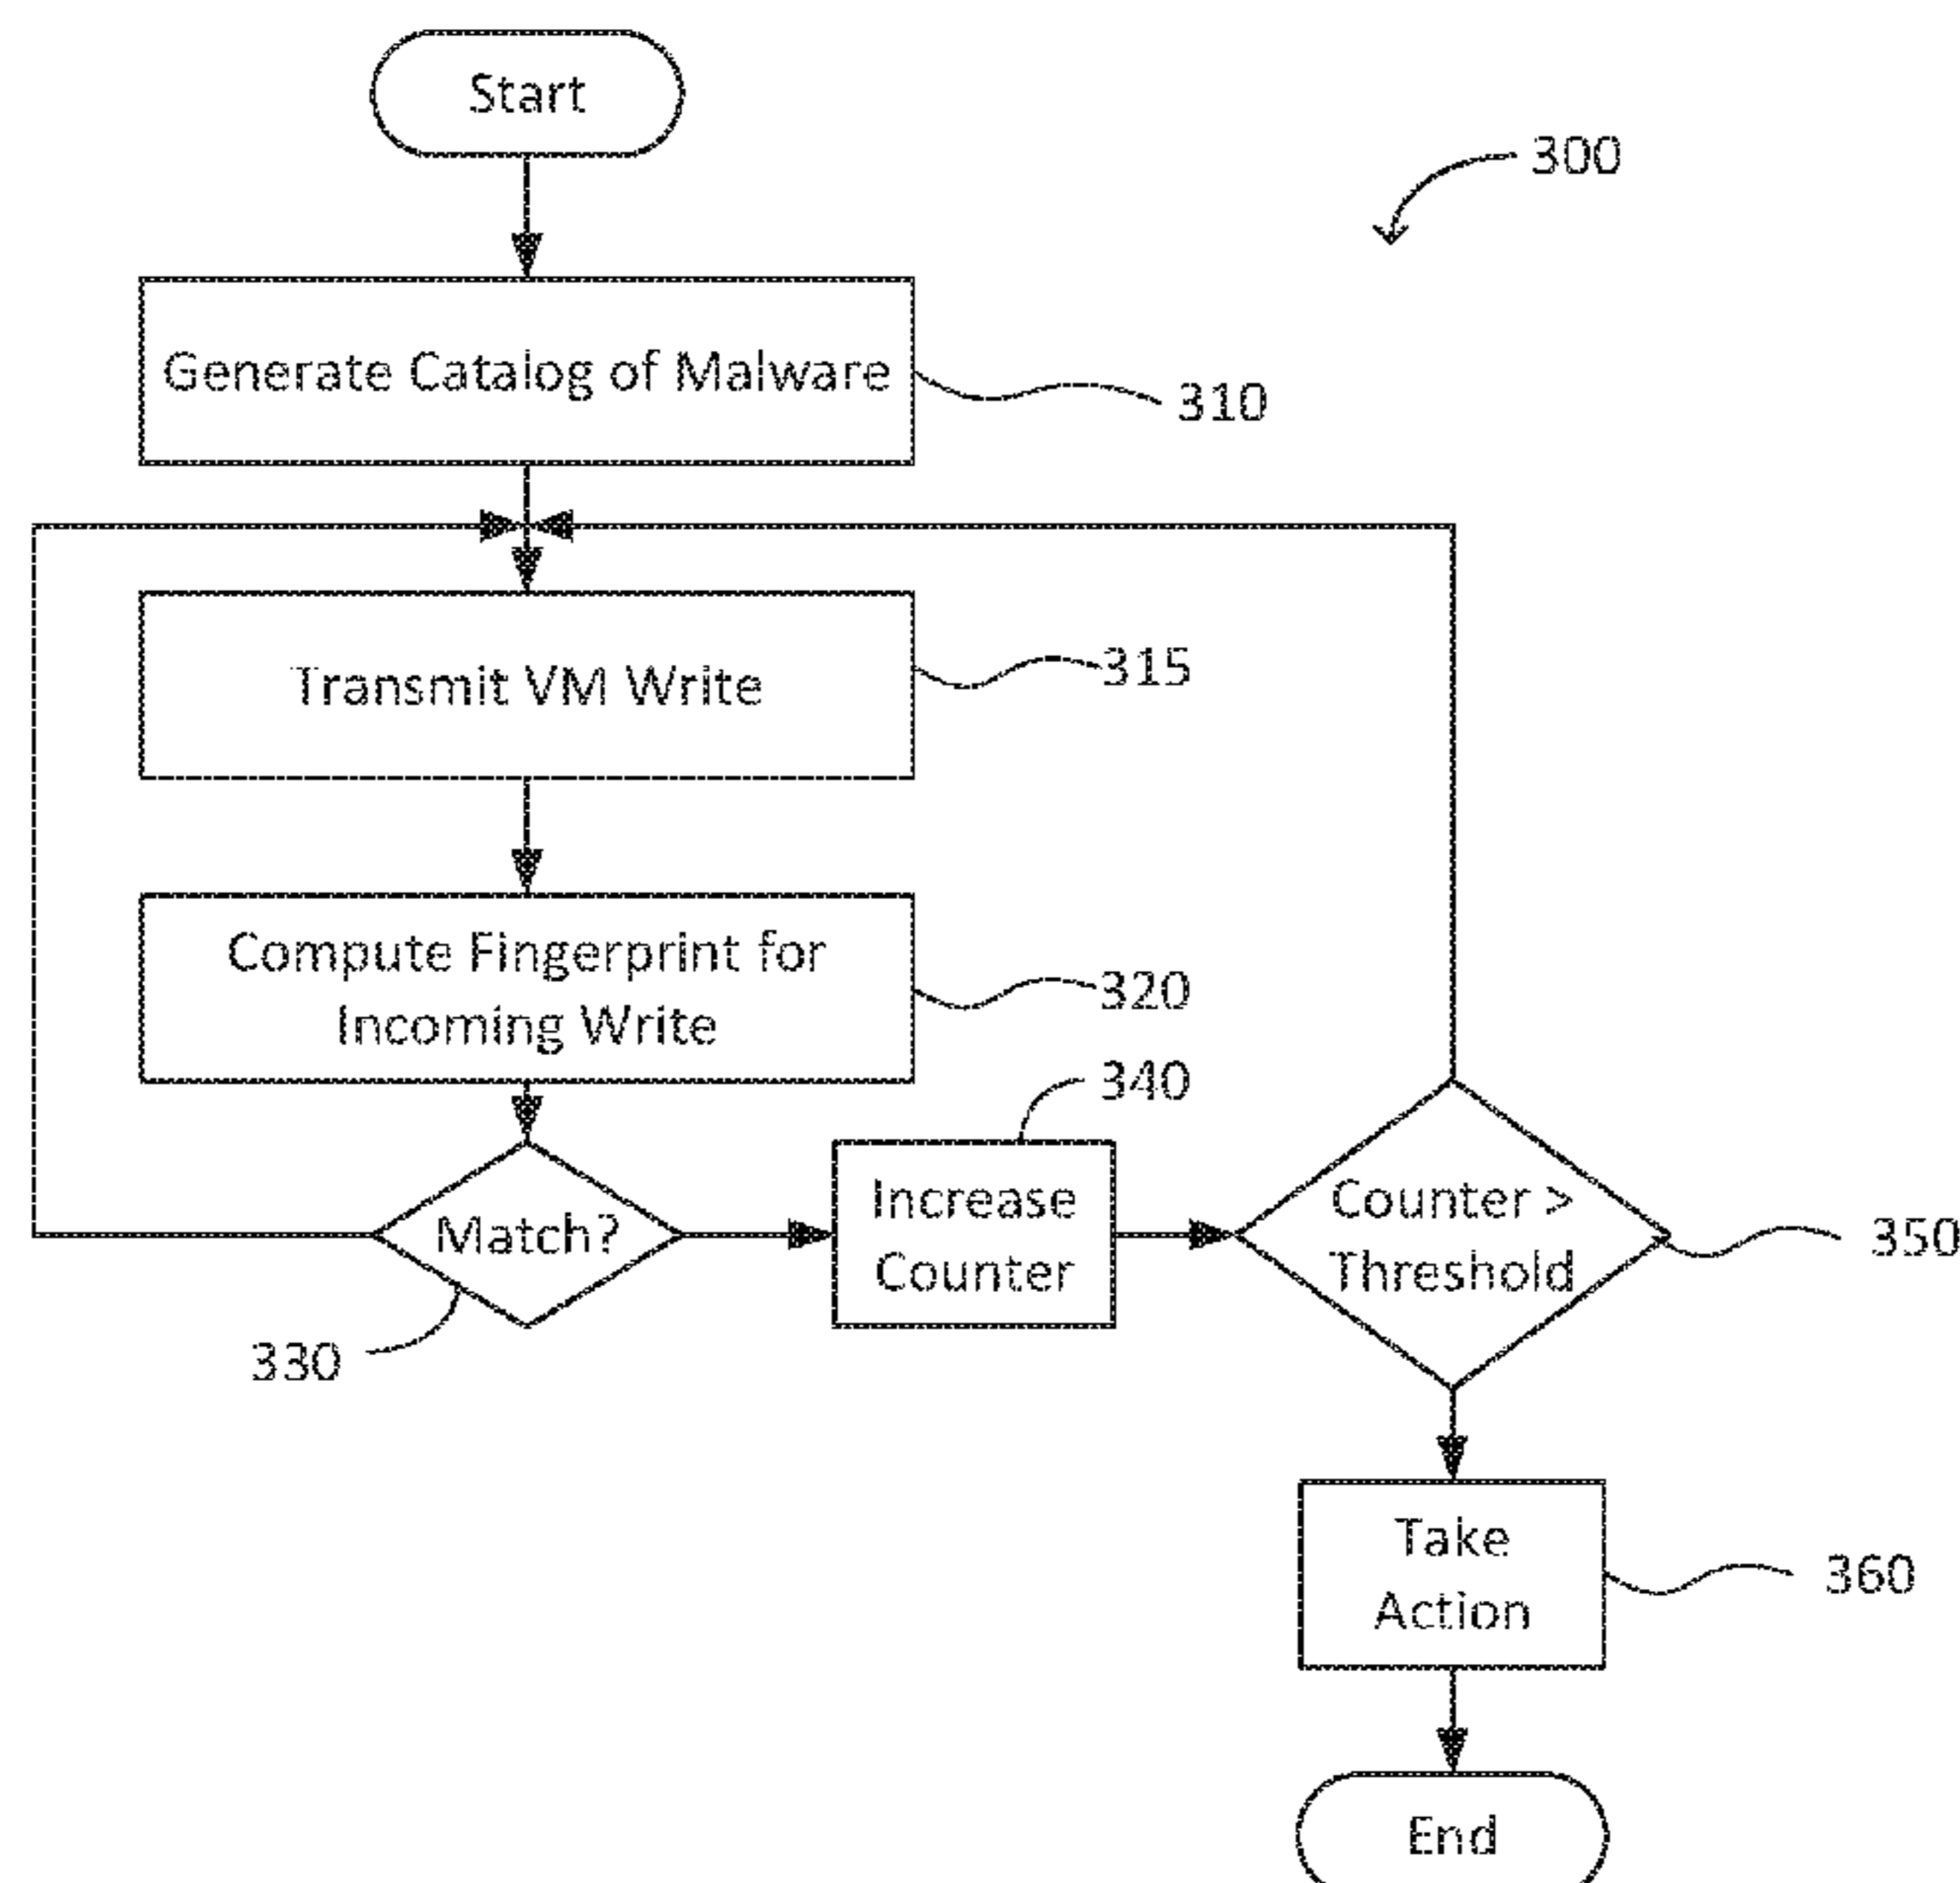 Start
300
Generate Catalog of Malware
310
Transmit VM Write
315
Compute Fingerprint for
Incoming Write
320
340
Match?
Increase
Counter
Counter >
Threshold
350
330
Take
Action
360
End